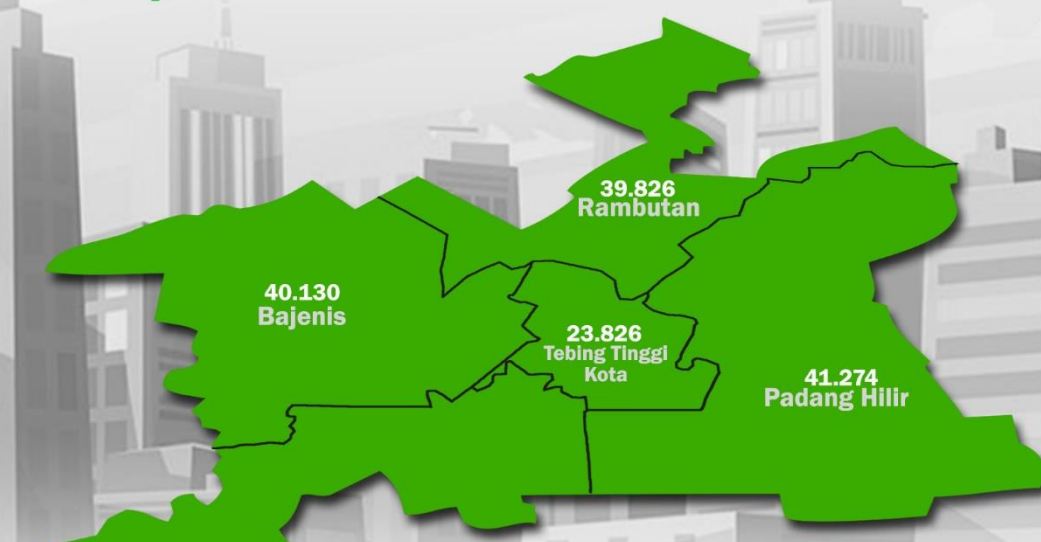 39.826
Rambutan
40.130
Bajenis
23.826
Tebing Tinggi
Kota
41.274
Padang Hilir